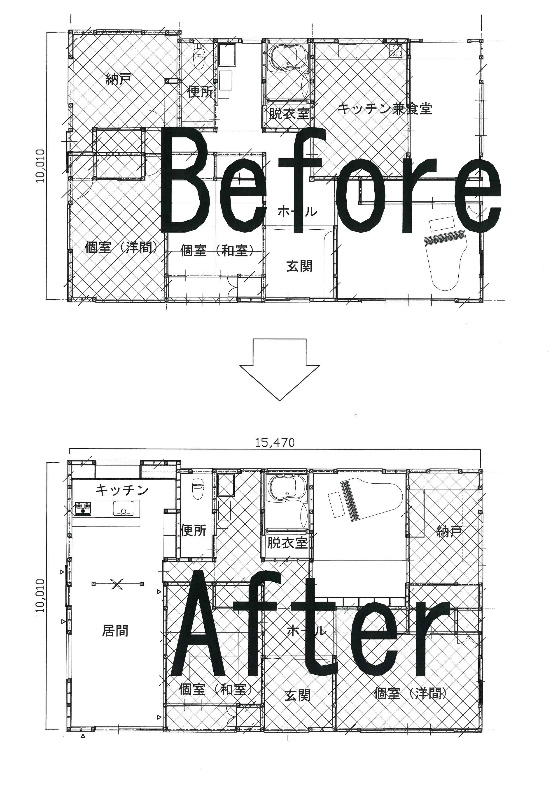 納戸
便所
脱衣室
キッチン兼食堂
10,010
Before
ホール
個室（洋間）
個室（和室）
玄関
15,470
キッチン
便所
脱衣室
納戸
10,010
After
居間
ホール
個室（和室）
玄関
個室（洋間）